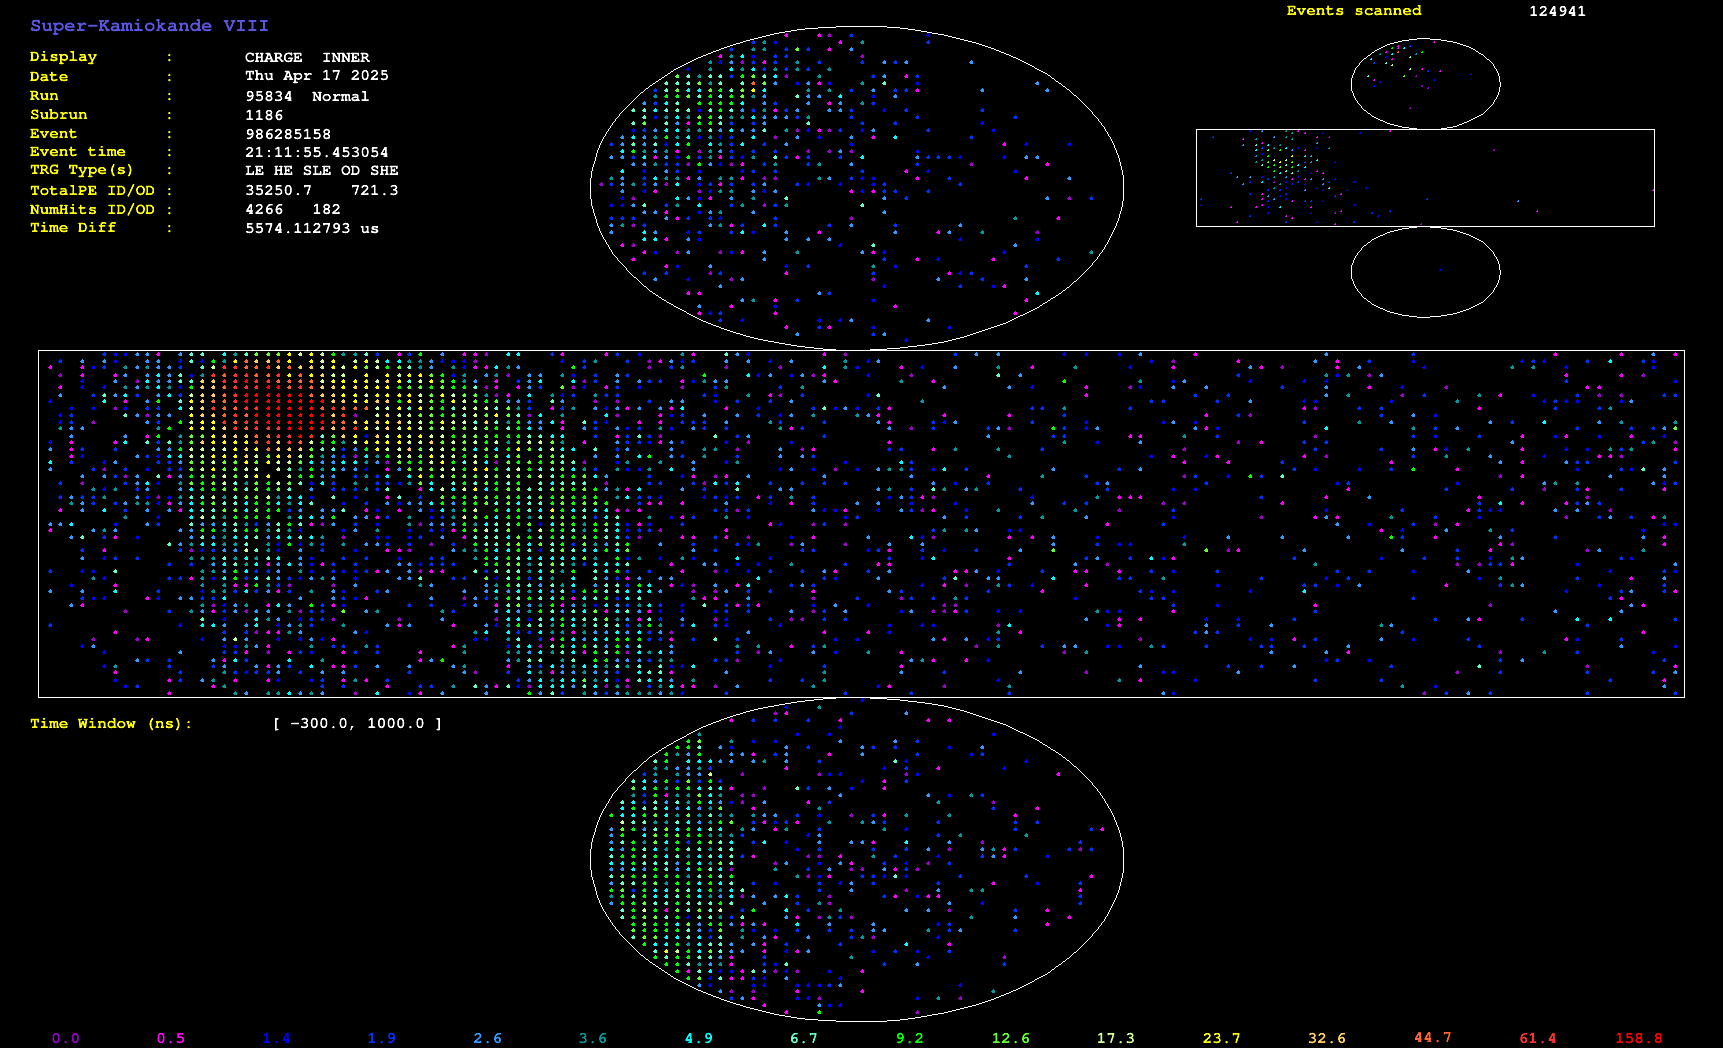 Super-Kamiokande VIII
Display : CHARGE INNER
Date : Thu Apr 17 2025
Run : 95834 Normal
Subrun : 1186
Event : 986285158
Event time : 21:11:55.453054
TRG Type(s) : LE HE SLE OD SHE
TotalPE ID/OD : 35250.7 721.3
NumHits ID/OD : 4266 182
Time Diff : 5574.112793 us
Events scanned 124941
Time Window (ns): [ -300.0, 1000.0 ]
0.0 0.5 1.4 1.9 2.6 3.6 4.9 6.7 9.2 12.6 17.3 23.7 32.6 44.7 61.4 158.8